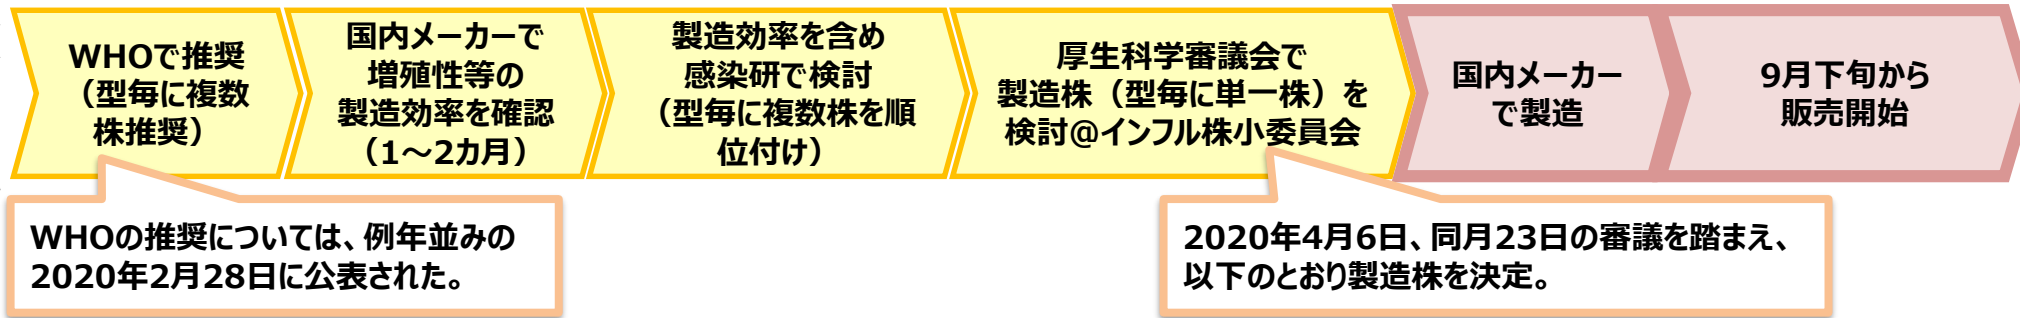 WHOで推奨
（型毎に複数
株推奨）
国内メーカーで
増殖性等の
製造効率を確認
（1～2カ月）
製造効率を含め
感染研で検討
（型毎に複数株を順
位付け）
厚生科学審議会で
製造株（型毎に単一株）を
検討@インフル株小委員会
国内メーカー
で製造
9月下旬から
販売開始
WHOの推奨については、例年並みの
2020年2月28日に公表された。
2020年4月6日、同月23日の審議を踏まえ、
以下のとおり製造株を決定。